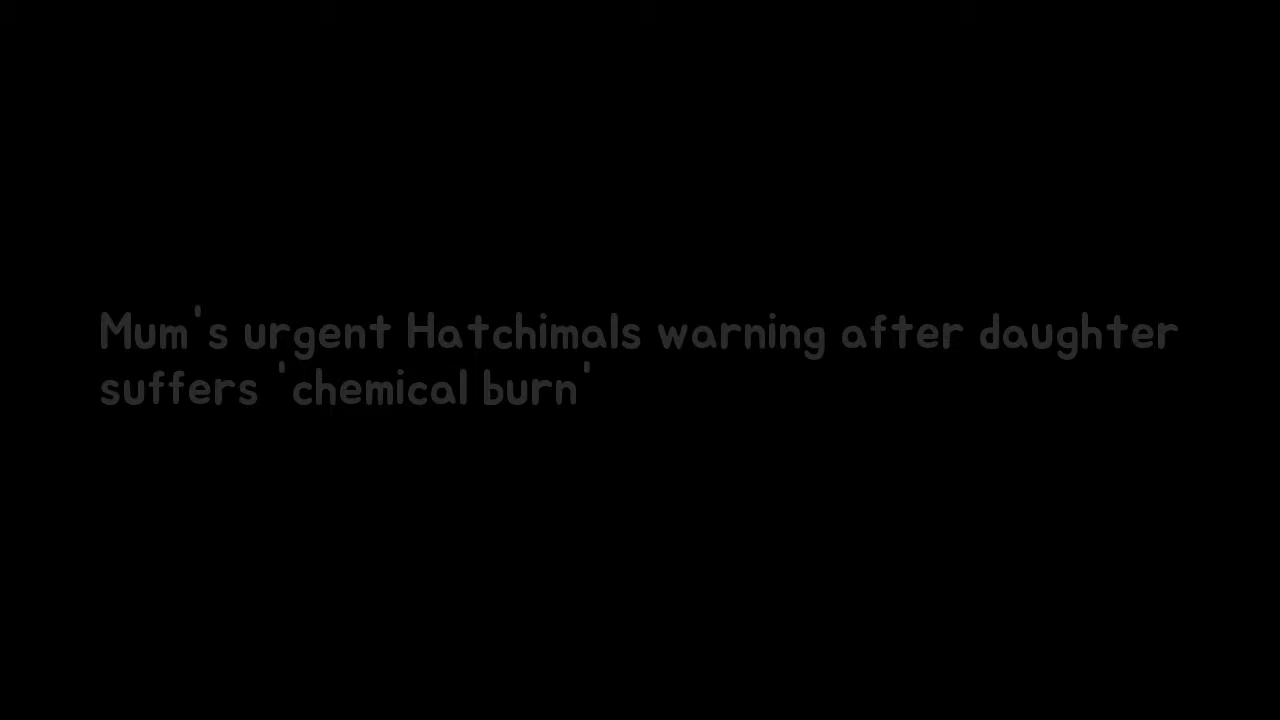 Mum's urgent Hatchimals warning after daughter
suffers 'chemical burn'